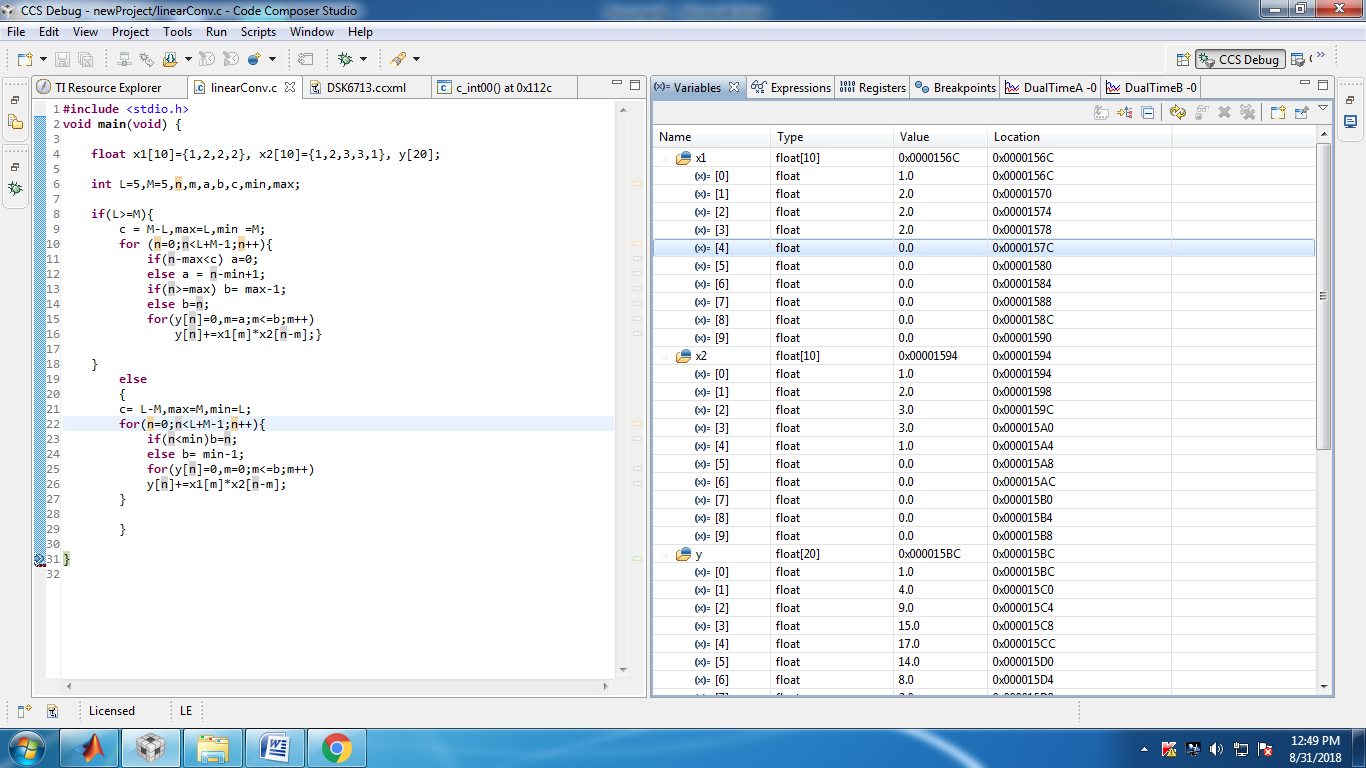 CCS Debug - newProject/linearConv.c - Code Composer Studio
File Edit View Project Tools Run Scripts Window Help
CCS Debug
TI Resource Explorer linearConv.c DSK6713.ccxml c_int00() at 0x112c
1 #include <stdio.h>
2 void main(void) {
3
4 float x1[10]={1,2,2,2}, x2[10]={1,2,3,3,1}, y[20];
5
6 int L=5,M=5,n,m,a,b,c,min,max;
7
8 if(L>=M){
9 c = M-L,max=L,min =M;
10 for (n=0;n<L+M-1;n++){
11 if(n-max<c) a=0;
12 else a = n-min+1;
13 if(n>=max) b= max-1;
14 else b=n;
15 for(y[n]=0,m=a;m<=b;m++)
16 y[n]+=x1[m]*x2[n-m];}
17
18 }
19 else
20 {
21 c= L-M,max=M,min=L;
22 for(n=0;n<L+M-1;n++){
23 if(n<min)b=n;
24 else b= min-1;
25 for(y[n]=0,m=0;m<=b;m++)
26 y[n]+=x1[m]*x2[n-m];
27 }
28
29 }
30
31 }
32
(x)= Variables Expressions Registers Breakpoints DualTimeA -0 DualTimeB -0
Name Type Value Location
x1 float[10] 0x0000156C 0x0000156C
(x)= [0] float 1.0 0x0000156C
(x)= [1] float 2.0 0x00001570
(x)= [2] float 2.0 0x00001574
(x)= [3] float 2.0 0x00001578
(x)= [4] float 0.0 0x0000157C
(x)= [5] float 0.0 0x00001580
(x)= [6] float 0.0 0x00001584
(x)= [7] float 0.0 0x00001588
(x)= [8] float 0.0 0x0000158C
(x)= [9] float 0.0 0x00001590
x2 float[10] 0x00001594 0x00001594
(x)= [0] float 1.0 0x00001594
(x)= [1] float 2.0 0x00001598
(x)= [2] float 3.0 0x0000159C
(x)= [3] float 3.0 0x000015A0
(x)= [4] float 1.0 0x000015A4
(x)= [5] float 0.0 0x000015A8
(x)= [6] float 0.0 0x000015AC
(x)= [7] float 0.0 0x000015B0
(x)= [8] float 0.0 0x000015B4
(x)= [9] float 0.0 0x000015B8
y float[20] 0x000015BC 0x000015BC
(x)= [0] float 1.0 0x000015BC
(x)= [1] float 4.0 0x000015C0
(x)= [2] float 9.0 0x000015C4
(x)= [3] float 15.0 0x000015C8
(x)= [4] float 17.0 0x000015CC
(x)= [5] float 14.0 0x000015D0
(x)= [6] float 8.0 0x000015D4
Licensed LE
12:49 PM
8/31/2018